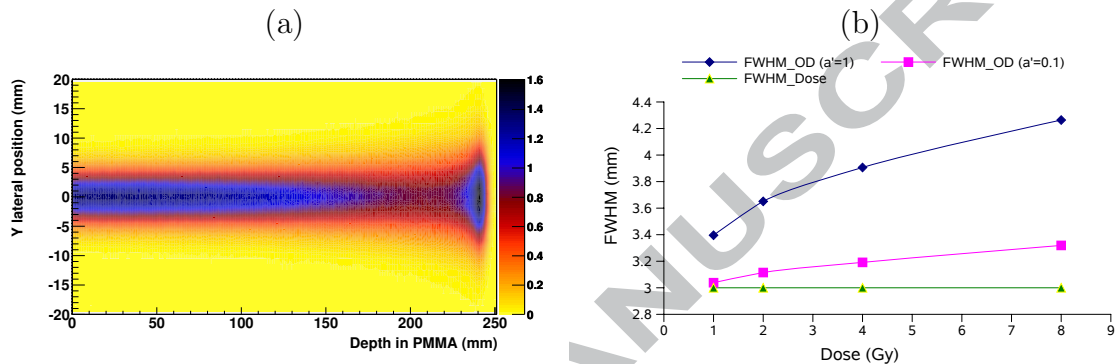 (a)
20
15
10
5
0
-5
-10
-15
-20
Y lateral position (mm)
0 50 100 150 200 250
Depth in PMMA (mm)
1.6
1.4
1.2
1
0.8
0.6
0.4
0.2
0
(b)
FWHM_OD (a'=1) FWHM_OD (a'=0.1)
FWHM_Dose
4.4
4.2
4
3.8
3.6
3.4
3.2
3
2.8
FWHM (mm)
0 1 2 3 4 5 6 7 8 9
Dose (Gy)
ANUSCR